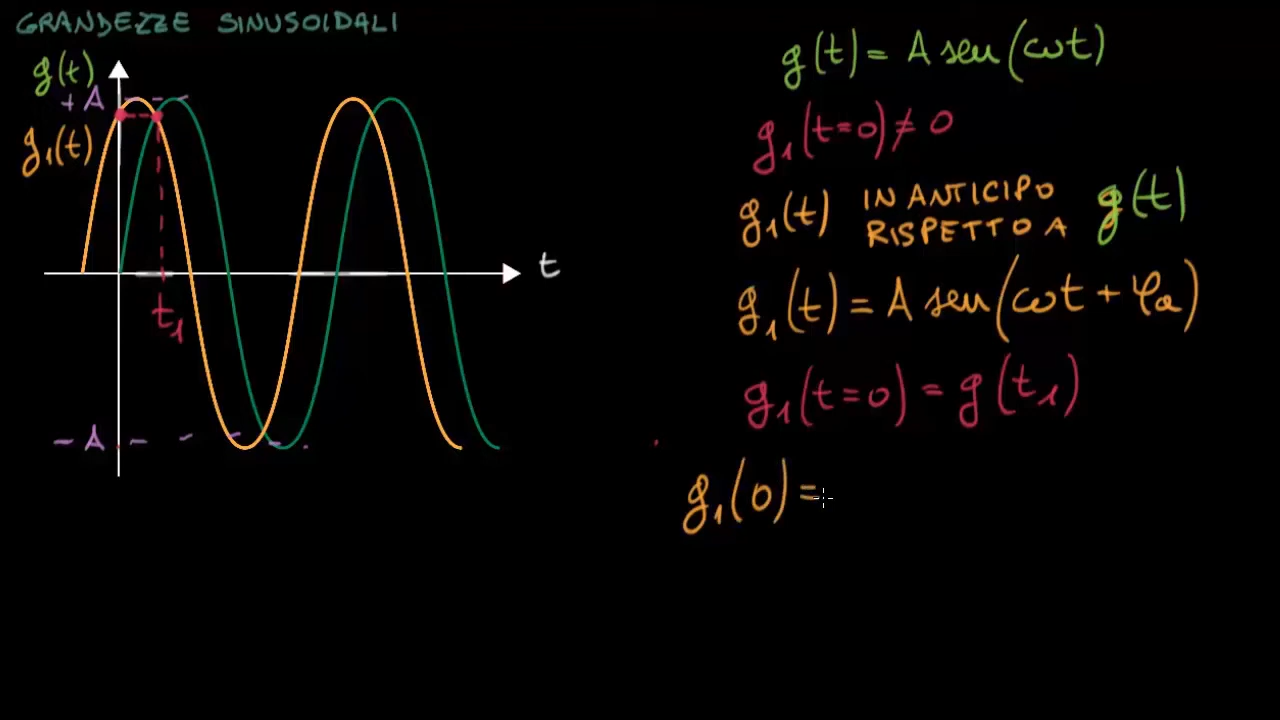 GRANDEZZE SINUSOIDALI
g(t)
+A
g₁(t)
t
t₁
-A
g(t) = A sen(ωt)
g₁(t=0) ≠ 0
g₁(t) IN ANTICIPO RISPETTO A g(t)
g₁(t) = A sen(ωt + φₐ)
g₁(t=0) = g(t₁)
g₁(0) =